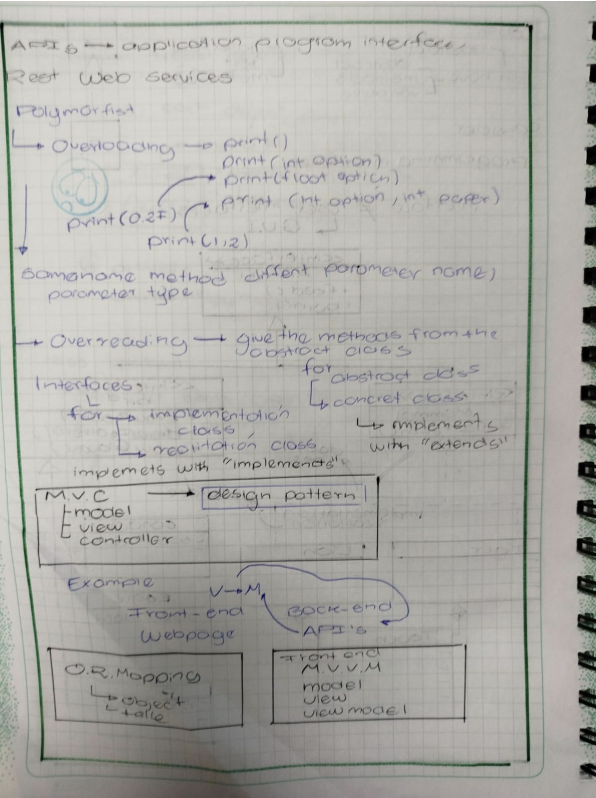 API s → application program interface
Rest Web services
Polymorfist
Overloading → print()
print(int option)
print(float option)
print (int option, int, paper)
print(0.2F)
print(1,2)
Samename method diffent parameter name,
parameter type
→ Overreading → give the methods from the
abstract class
for
abstract class
concret class
implements
with "extends"
Interfaces
for → implementation
class
realitation class
implemets with "implements"
M.V.C → design pattern
model
view
controller
Example
V → M
Front-end
Webpage
Back-end
API's
O.R. Mapping
object
Front end
M.V.V.M
model
view
viewmodel